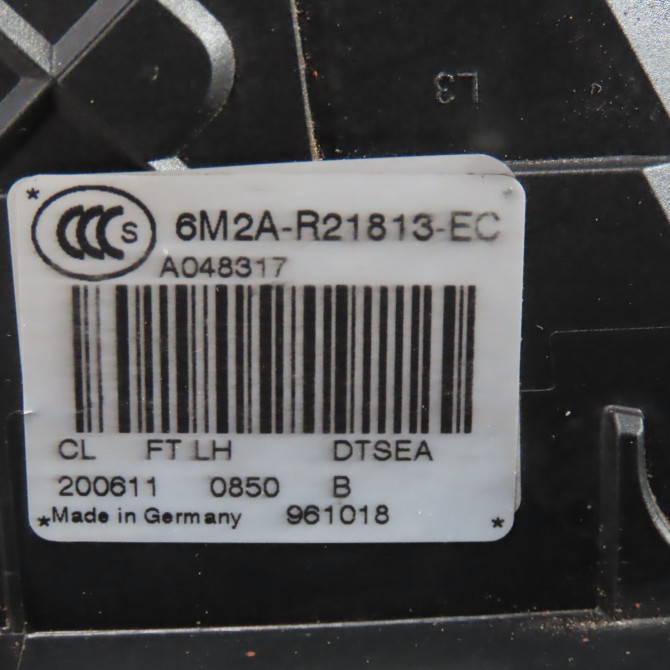 L3
* CCC S 6M2A-R21813-EC
A048317
CL FT LH DTSEA
200611 0850 B
*Made in Germany 961018 *